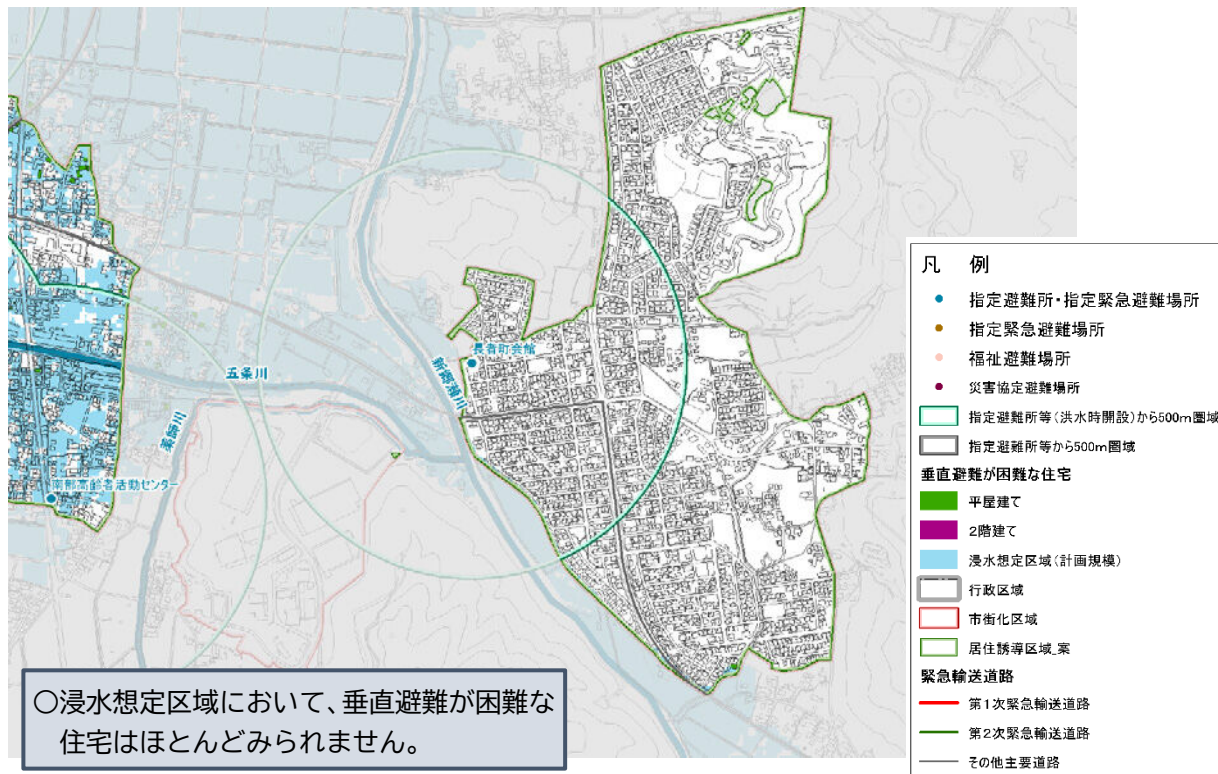 長者町会館
新郷瀬川
五条川
南部高齢者活動センター
〇浸水想定区域において、垂直避難が困難な
住宅はほとんどみられません。
凡 例
指定避難所・指定緊急避難場所
指定緊急避難場所
福祉避難場所
災害協定避難場所
指定避難所等(洪水時開設)から500m圏域
指定避難所等から500m圏域
垂直避難が困難な住宅
平屋建て
2階建て
浸水想定区域(計画規模)
行政区域
市街化区域
居住誘導区域_案
緊急輸送道路
第1次緊急輸送道路
第2次緊急輸送道路
その他主要道路